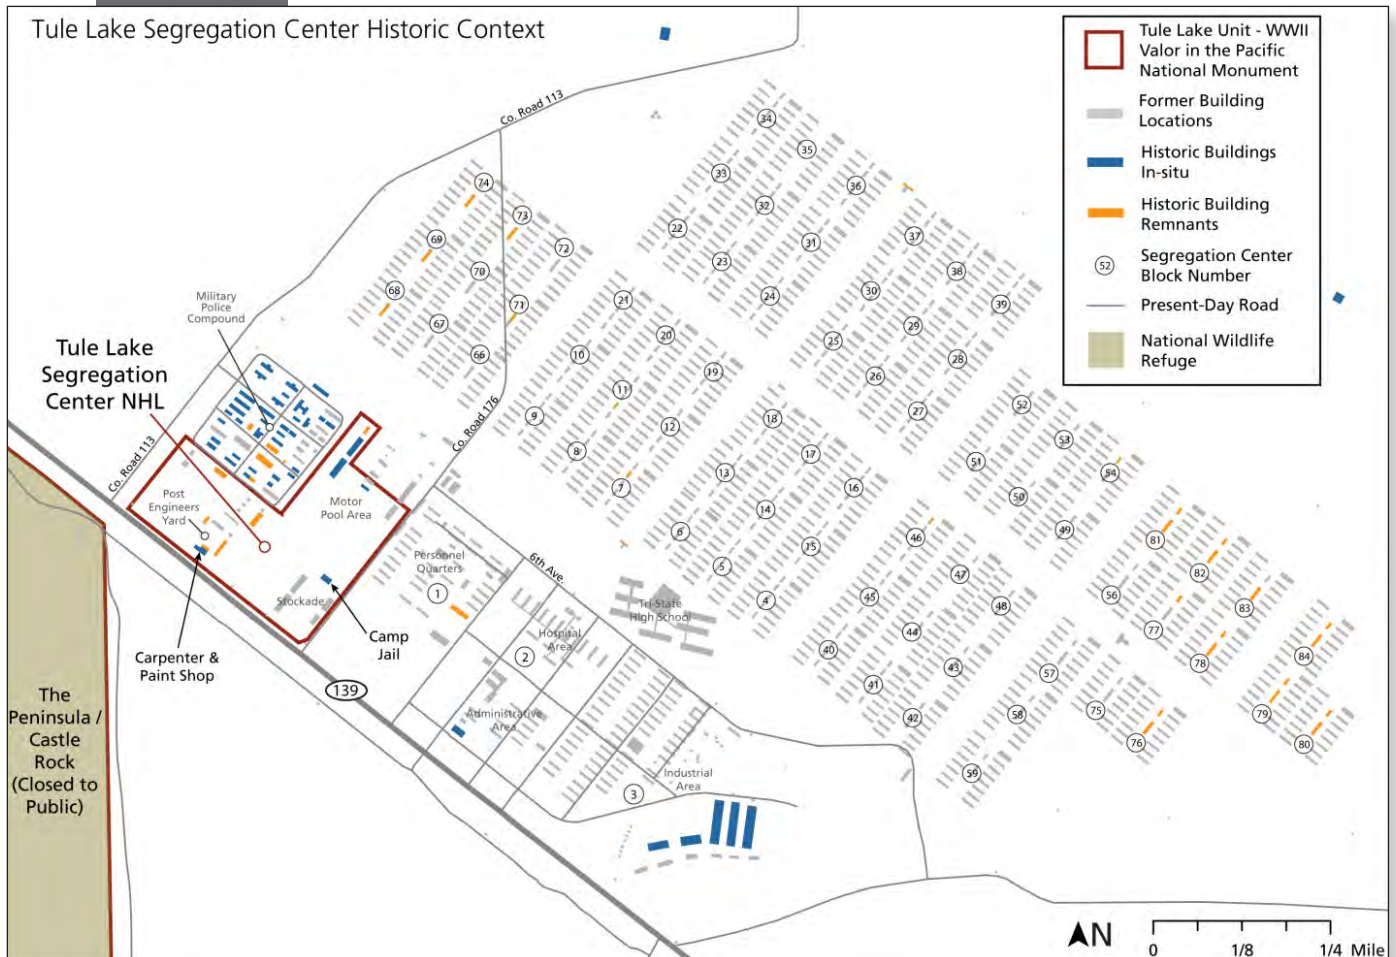 Tule Lake Segregation Center Historic Context
Tule Lake Unit - WWII
Valor in the Pacific
National Monument
Former Building
Locations
Historic Buildings
In-situ
Historic Building
Remnants
52
Segregation Center
Block Number
Present-Day Road
National Wildlife
Refuge
Co. Road 113
34
35
33
36
32
22
31
23
24
37
38
39
30
29
28
25
26
27
74
73
72
69
70
68
71
67
66
21
20
19
10
11
12
9
8
7
18
17
16
13
14
15
6
5
4
52
53
54
51
50
49
46
47
48
45
44
43
40
41
42
81
82
83
84
56
77
78
79
80
57
58
59
75
76
Military
Police
Compound
Tule Lake
Segregation
Center NHL
Co. Road 113
Co. Road 176
Post
Engineers
Yard
Motor
Pool Area
Stockade
Carpenter &
Paint Shop
Camp
Jail
Personnel
Quarters
1
6th Ave.
Tri-State
High School
Hospital
Area
2
Administrative
Area
Industrial
Area
3
139
The
Peninsula /
Castle
Rock
(Closed to
Public)
N
0 1/8 1/4 Mile